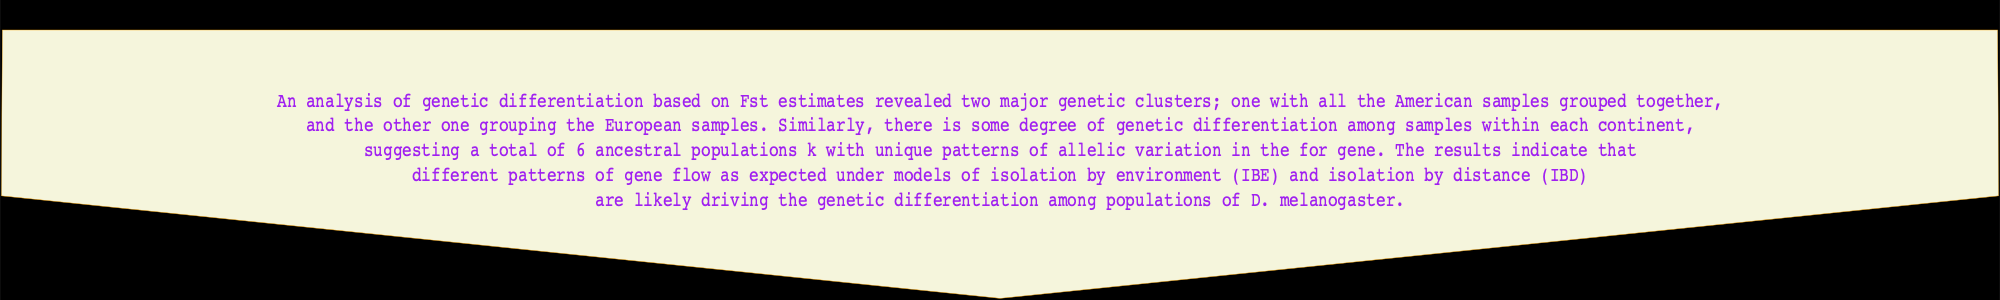 An analysis of genetic differentiation based on Fst estimates revealed two major genetic clusters; one with all the American samples grouped together,
and the other one grouping the European samples. Similarly, there is some degree of genetic differentiation among samples within each continent,
suggesting a total of 6 ancestral populations k with unique patterns of allelic variation in the for gene. The results indicate that
different patterns of gene flow as expected under models of isolation by environment (IBE) and isolation by distance (IBD)
are likely driving the genetic differentiation among populations of D. melanogaster.